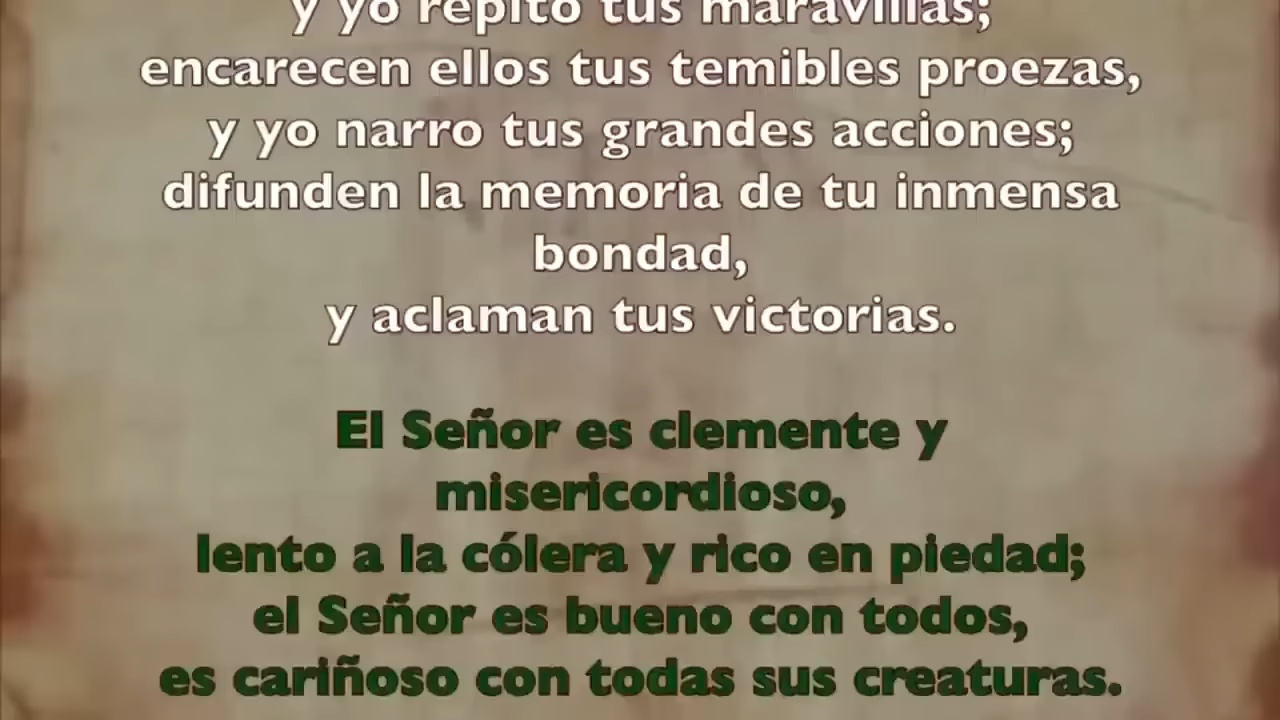 y yo repito tus maravillas;
encarecen ellos tus temibles proezas,
y yo narro tus grandes acciones;
difunden la memoria de tu inmensa
bondad,
y aclaman tus victorias.
El Señor es clemente y
misericordioso,
lento a la cólera y rico en piedad;
el Señor es bueno con todos,
es cariñoso con todas sus creaturas.